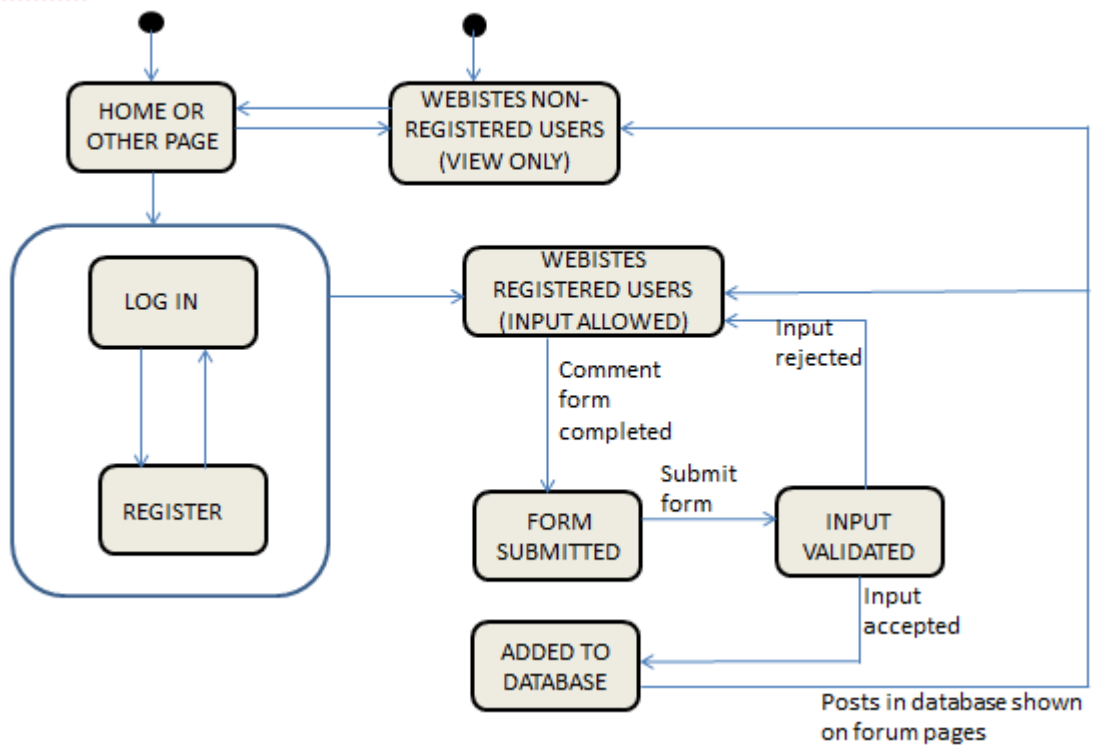 HOME OR
OTHER PAGE
WEBISTES NON-
REGISTERED USERS
(VIEW ONLY)
LOG IN
REGISTER
WEBISTES
REGISTERED USERS
(INPUT ALLOWED)
Input
rejected
Comment
form
completed
Submit
form
FORM
SUBMITTED
INPUT
VALIDATED
Input
accepted
ADDED TO
DATABASE
Posts in database shown
on forum pages